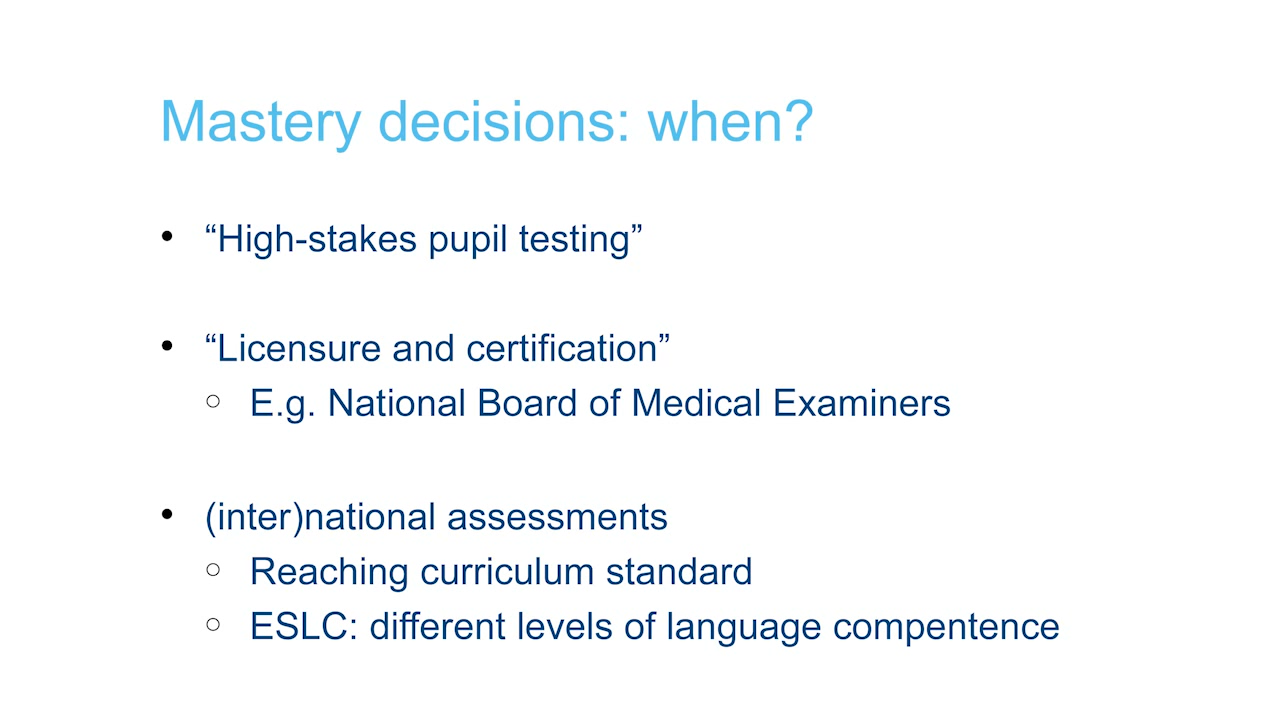 Mastery decisions: when?
• “High-stakes pupil testing”
• “Licensure and certification”
○ E.g. National Board of Medical Examiners
• (inter)national assessments
○ Reaching curriculum standard
○ ESLC: different levels of language compentence